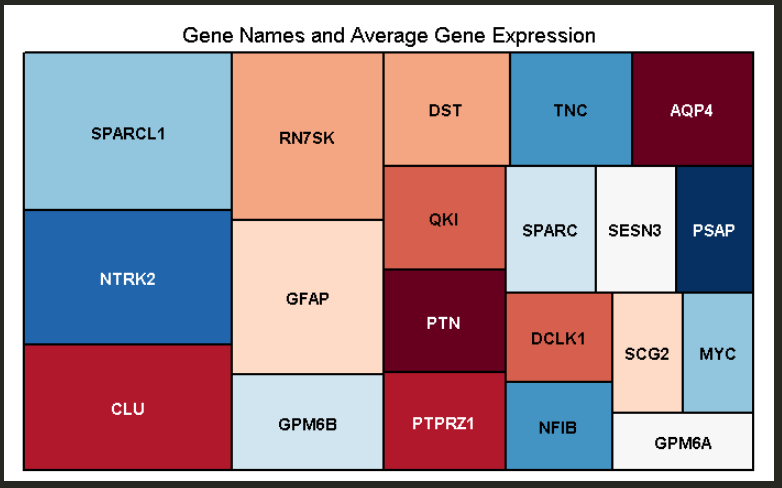 Gene Names and Average Gene Expression
SPARCL1
RN7SK
DST
TNC
AQP4
QKI
SPARC
SESN3
PSAP
NTRK2
GFAP
PTN
DCLK1
SCG2
MYC
CLU
GPM6B
PTPRZ1
NFIB
GPM6A